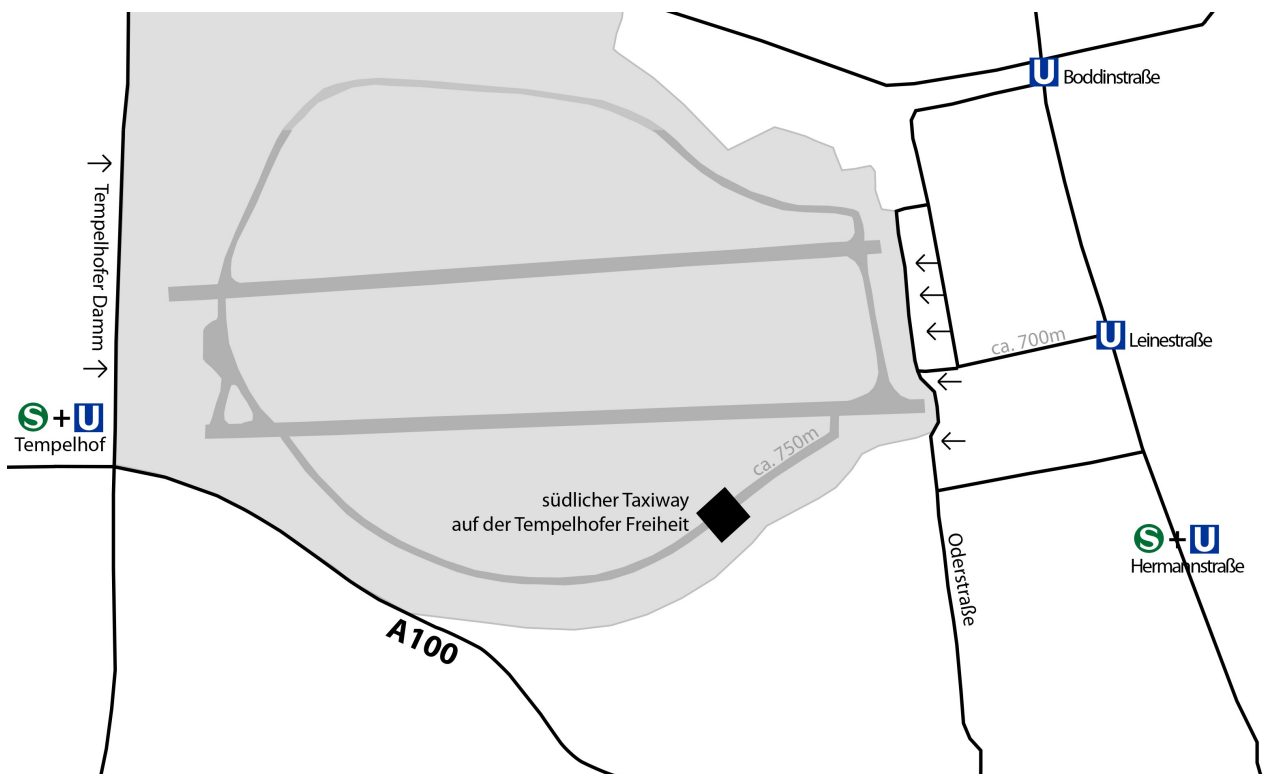 U Boddinstraße
→ Tempelhofer Damm →
ca. 700m
U Leinestraße
S + U
Tempelhof
ca. 750m
südlicher Taxiway
auf der Tempelhofer Freiheit
S + U
Hermannstraße
Oderstraße
A100